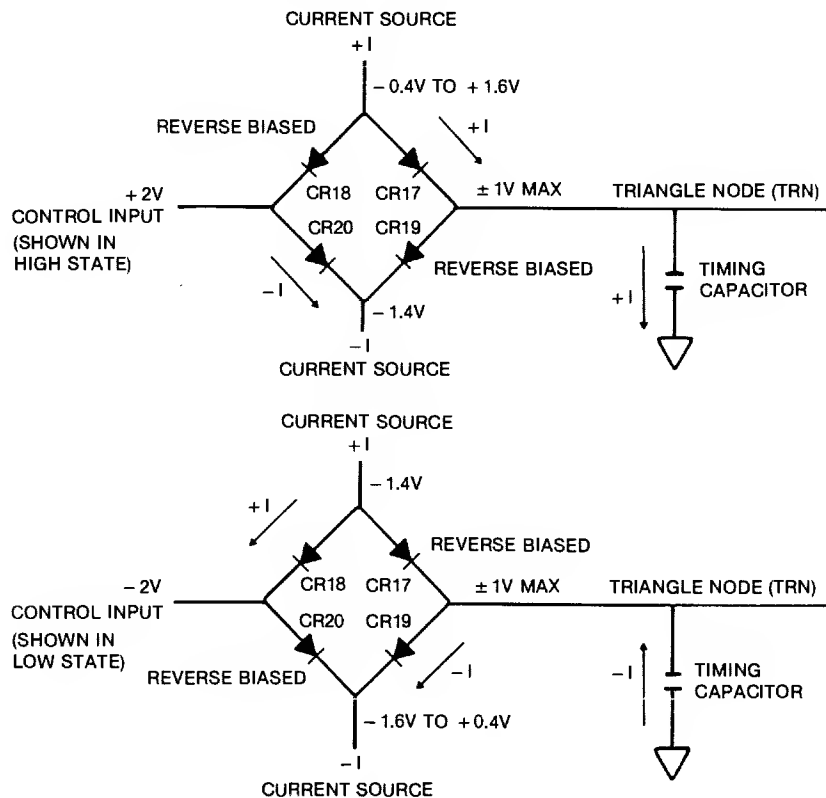 CURRENT SOURCE
+I
−0.4V TO +1.6V
REVERSE BIASED
+I
CR18
CR17
+2V
CONTROL INPUT
(SHOWN IN
HIGH STATE)
±1V MAX
TRIANGLE NODE (TRN)
CR20
CR19
REVERSE BIASED
−I
+I
TIMING
CAPACITOR
−1.4V
−I
CURRENT SOURCE
CURRENT SOURCE
+I
−1.4V
+I
REVERSE BIASED
CR18
CR17
−2V
CONTROL INPUT
(SHOWN IN
LOW STATE)
±1V MAX
TRIANGLE NODE (TRN)
CR20
CR19
REVERSE BIASED
−I
−I
TIMING
CAPACITOR
−1.6V TO +0.4V
−I
CURRENT SOURCE